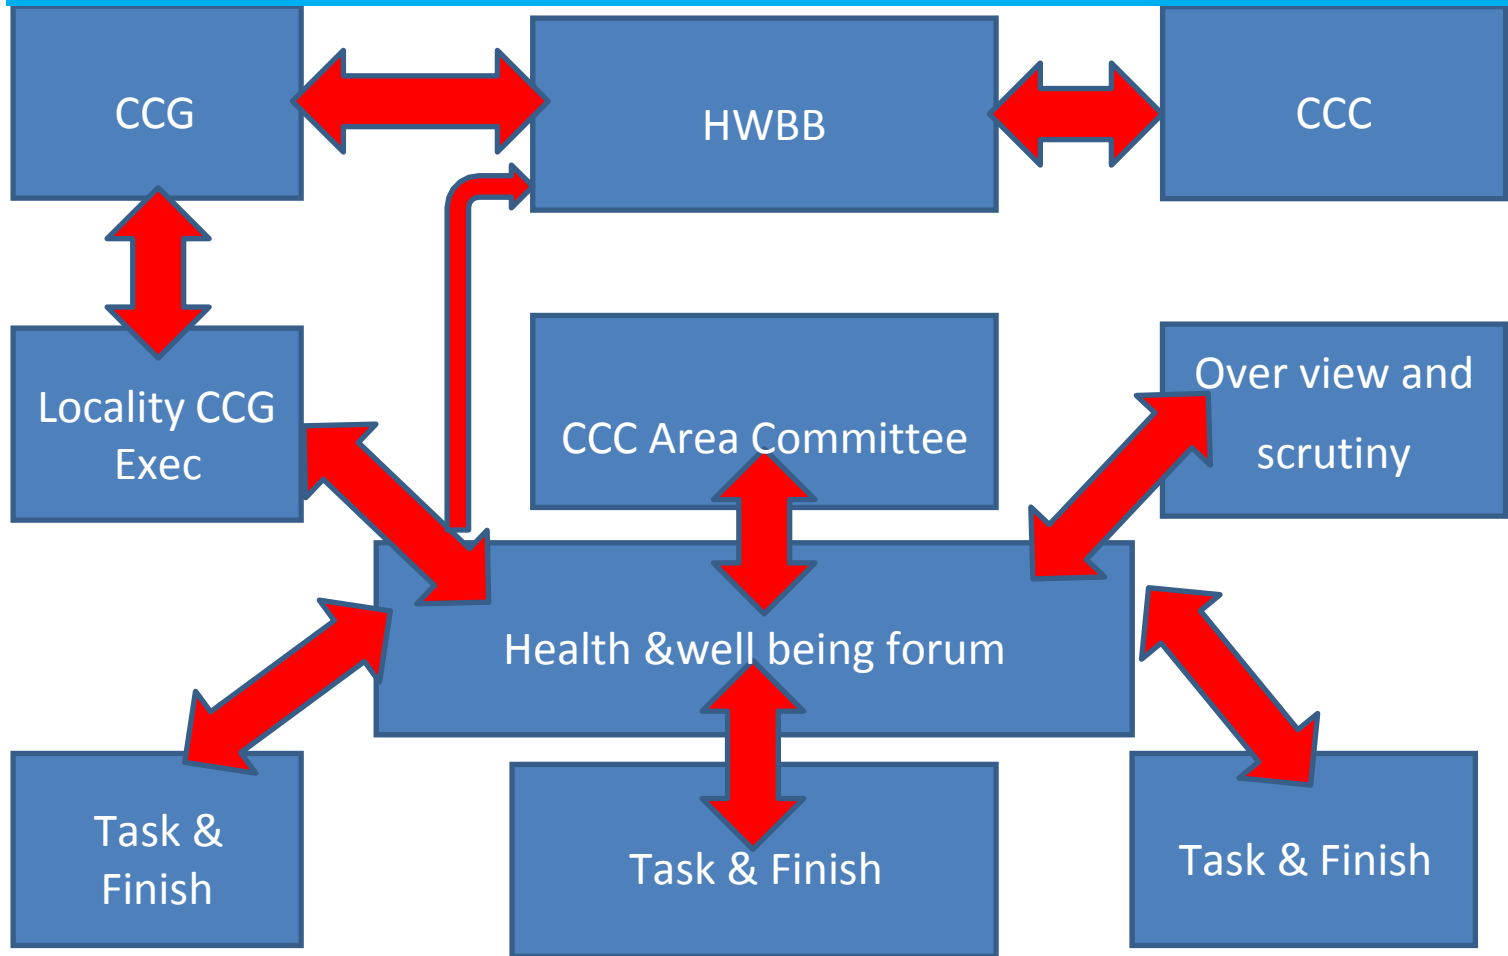 CCG
HWBB
CCC
Locality CCG
Exec
CCC Area Committee
Over view and
scrutiny
Health &well being forum
Task &
Finish
Task & Finish
Task & Finish